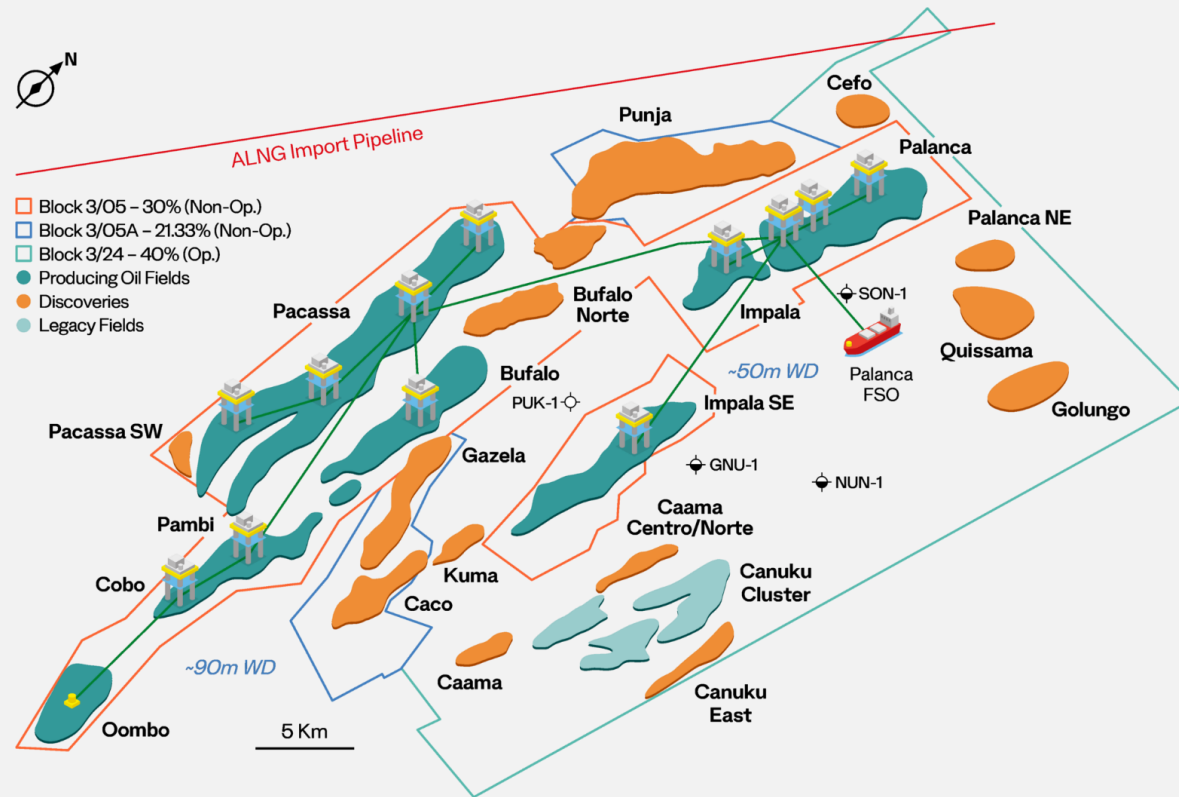 N
Cefo
Punja
ALNG Import Pipeline
Palanca
Block 3/05 – 30% (Non-Op.)
Block 3/05A – 21.33% (Non-Op.)
Block 3/24 – 40% (Op.)
Producing Oil Fields
Discoveries
Legacy Fields
Palanca NE
Pacassa
Bufalo
Norte
Impala
SON-1
Quissama
Palanca
FSO
~50m WD
Bufalo
PUK-1
Impala SE
Golungo
Pacassa SW
Gazela
GNU-1
NUN-1
Caama
Centro/Norte
Pambi
Cobo
Kuma
Caco
Canuku
Cluster
~90m WD
Caama
Canuku
East
Oombo
5 Km